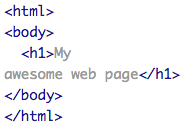 <html>
<body>
  <h1>My
awesome web page</h1>
</body>
</html>